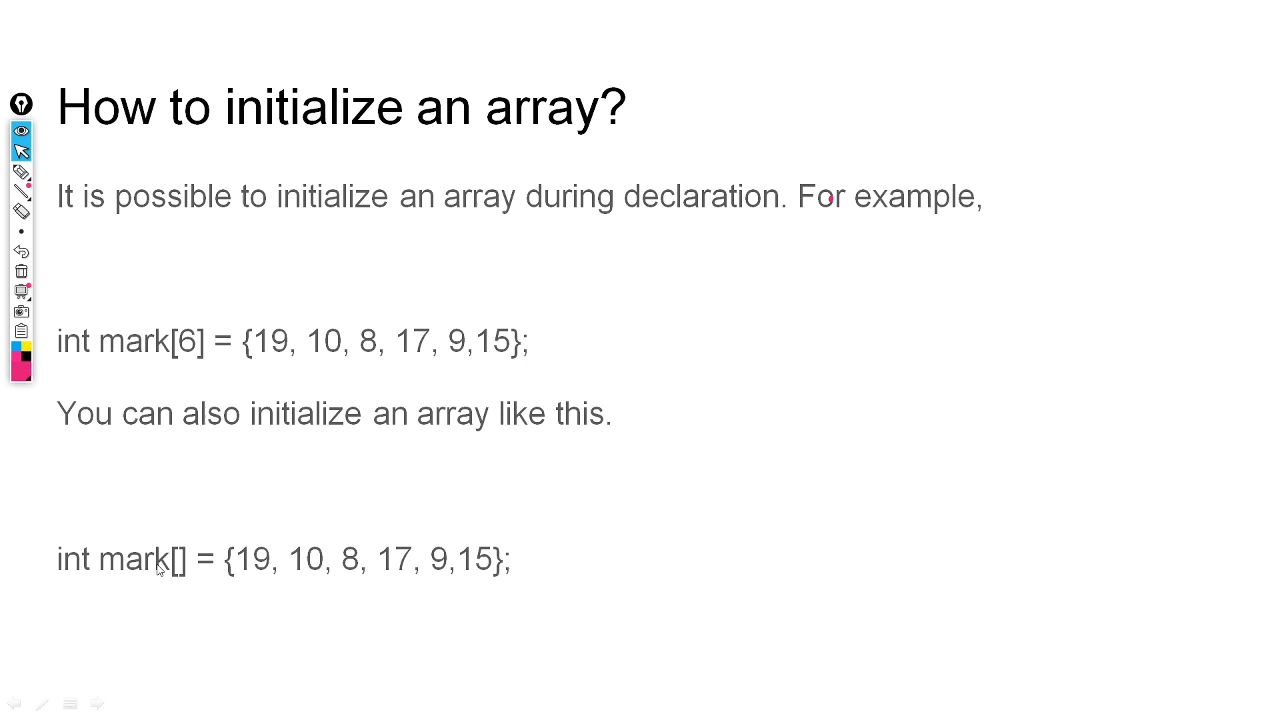 How to initialize an array?
It is possible to initialize an array during declaration. For example,
int mark[6] = {19, 10, 8, 17, 9,15};
You can also initialize an array like this.
int mark[] = {19, 10, 8, 17, 9,15};